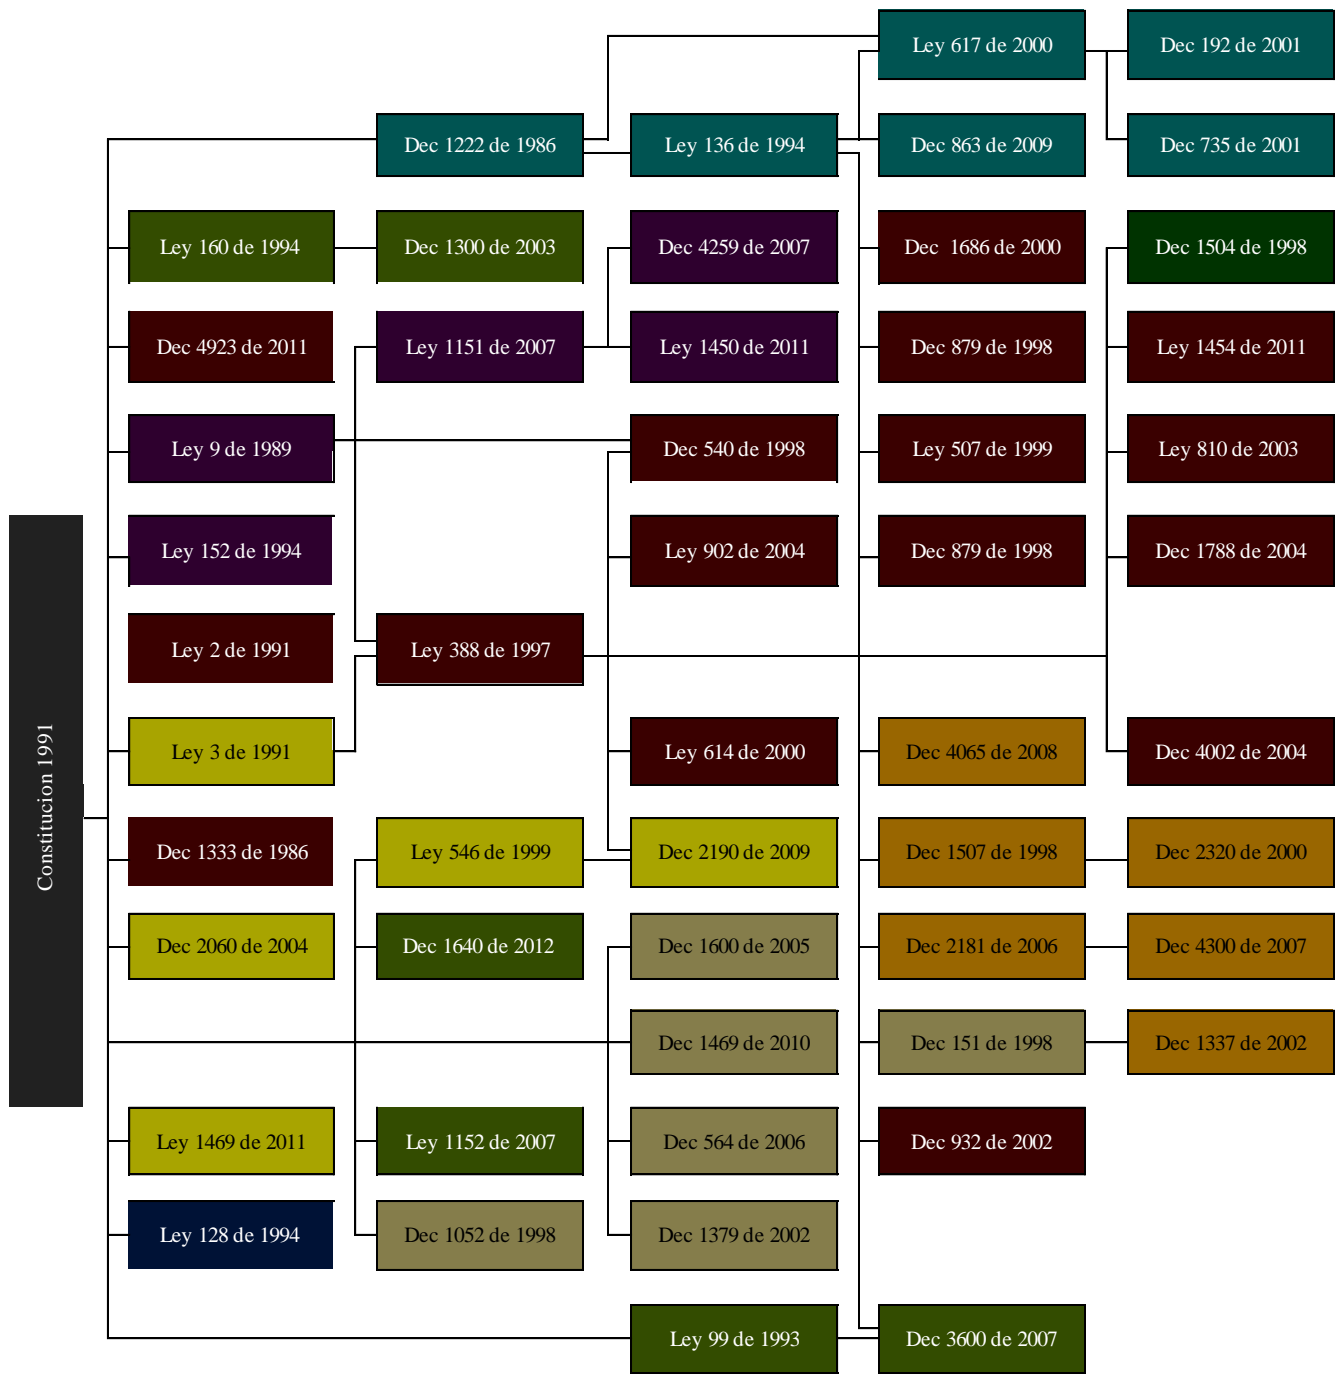 Ley 617 de 2000
Dec 192 de 2001
Dec 1222 de 1986
Ley 136 de 1994
Dec 863 de 2009
Dec 735 de 2001
Ley 160 de 1994
Dec 1300 de 2003
Dec 4259 de 2007
Dec 1686 de 2000
Dec 1504 de 1998
Dec 4923 de 2011
Ley 1151 de 2007
Ley 1450 de 2011
Dec 879 de 1998
Ley 1454 de 2011
Ley 9 de 1989
Dec 540 de 1998
Ley 507 de 1999
Ley 810 de 2003
Ley 152 de 1994
Ley 902 de 2004
Dec 879 de 1998
Dec 1788 de 2004
Ley 2 de 1991
Ley 388 de 1997
Constitucion 1991
Ley 3 de 1991
Ley 614 de 2000
Dec 4065 de 2008
Dec 4002 de 2004
Dec 1333 de 1986
Ley 546 de 1999
Dec 2190 de 2009
Dec 1507 de 1998
Dec 2320 de 2000
Dec 2060 de 2004
Dec 1640 de 2012
Dec 1600 de 2005
Dec 2181 de 2006
Dec 4300 de 2007
Dec 1469 de 2010
Dec 151 de 1998
Dec 1337 de 2002
Ley 1469 de 2011
Ley 1152 de 2007
Dec 564 de 2006
Dec 932 de 2002
Ley 128 de 1994
Dec 1052 de 1998
Dec 1379 de 2002
Ley 99 de 1993
Dec 3600 de 2007